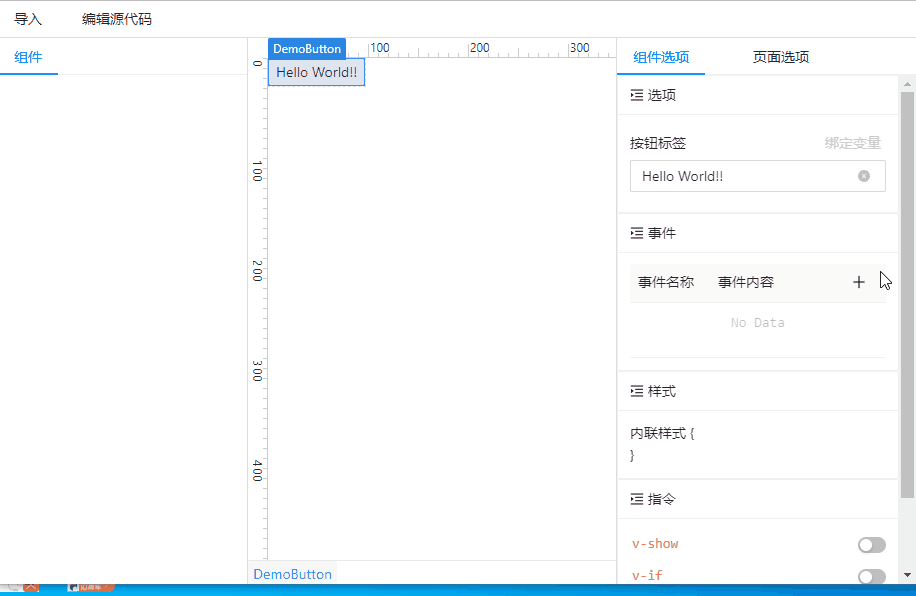 导入 编辑源代码
组件
DemoButton 100 200 300
组件选项 页面选项
0
Hello World!!
100
200
300
400
DemoButton
选项
按钮标签 绑定变量
Hello World!!
事件
事件名称 事件内容 +
No Data
样式
内联样式 {
}
指令
v-show
v-if